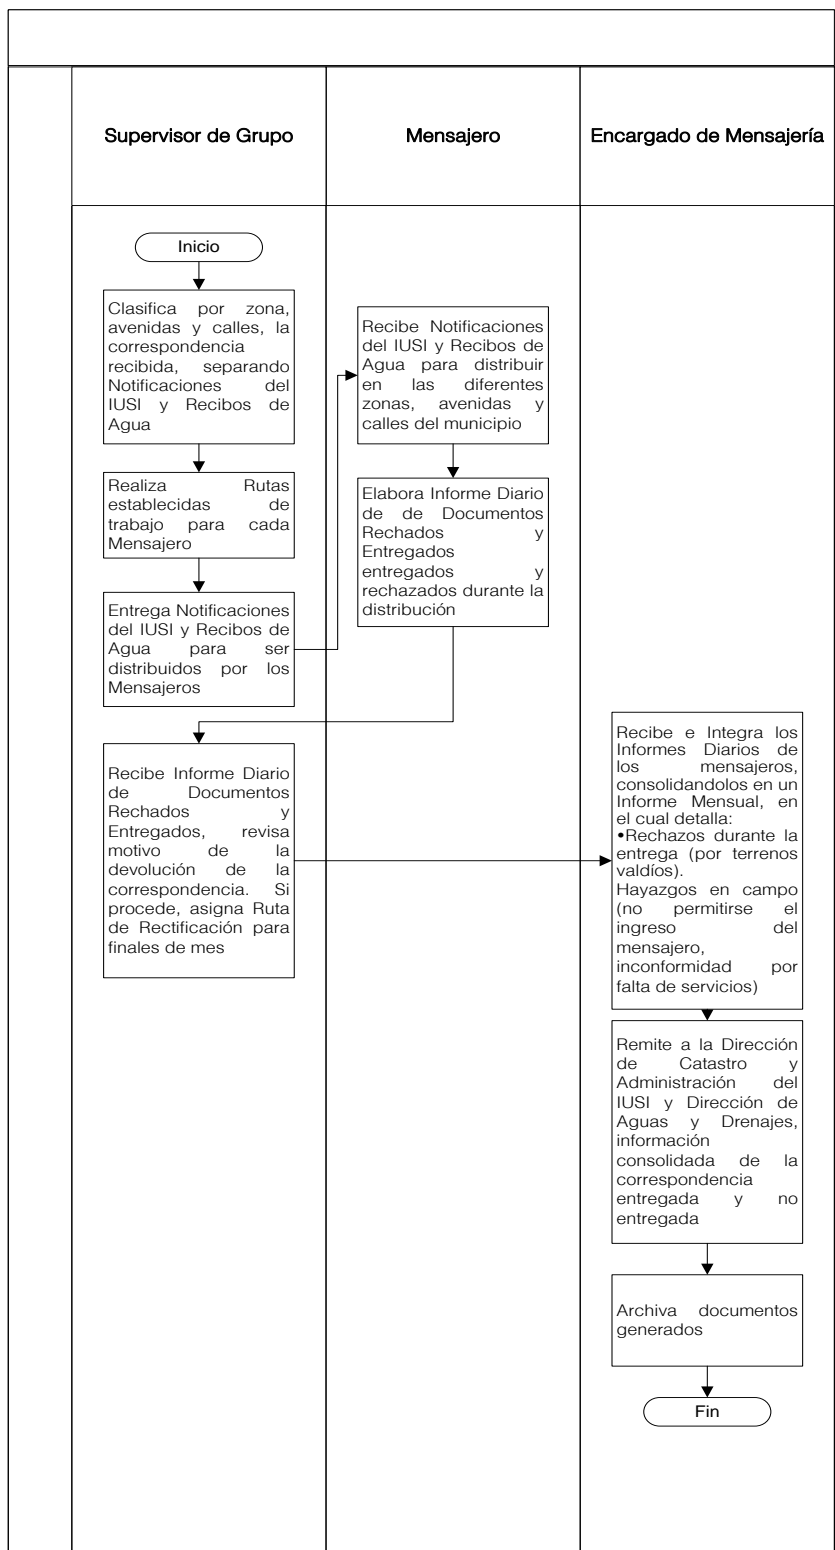 Supervisor de Grupo
Mensajero
Encargado de Mensajería
Inicio
Clasifica por zona,
avenidas y calles, la
correspondencia
recibida, separando
Notificaciones del
IUSI y Recibos de
Agua
Realiza Rutas
establecidas de
trabajo para cada
Mensajero
Entrega Notificaciones
del IUSI y Recibos de
Agua para ser
distribuidos por los
Mensajeros
Recibe Notificaciones
del IUSI y Recibos de
Agua para distribuir
en las diferentes
zonas, avenidas y
calles del municipio
Elabora Informe Diario
de de Documentos
Rechados y
Entregados
entregados y
rechazados durante la
distribución
Recibe Informe Diario
de Documentos
Rechados y
Entregados, revisa
motivo de la
devolución de la
correspondencia. Si
procede, asigna Ruta
de Rectificación para
finales de mes
Recibe e Integra los
Informes Diarios de
los mensajeros,
consolidandolos en un
Informe Mensual, en
el cual detalla:
•Rechazos durante la
entrega (por terrenos
valdíos).
Hayazgos en campo
(no permitirse el
ingreso del
mensajero,
inconformidad por
falta de servicios)
Remite a la Dirección
de Catastro y
Administración del
IUSI y Dirección de
Aguas y Drenajes,
información
consolidada de la
correspondencia
entregada y no
entregada
Archiva documentos
generados
Fin